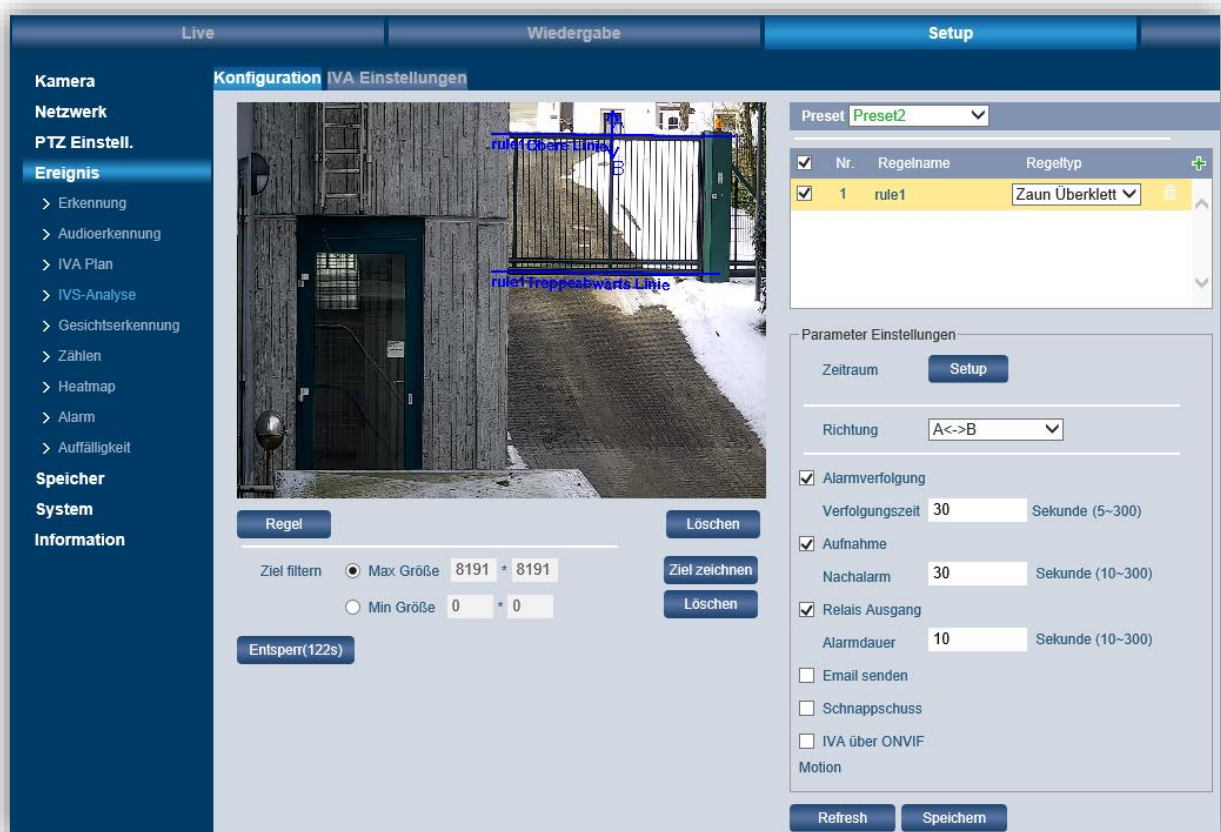 Live
Wiedergabe
Setup
Kamera
Netzwerk
PTZ Einstell.
Ereignis
Erkennung
Audioerkennung
IVA Plan
IVS-Analyse
Gesichtserkennung
Zählen
Heatmap
Alarm
Auffälligkeit
Speicher
System
Information
Konfiguration
IVA Einstellungen
A
rule1Obere Linie
B
rule1Treppeabwärts Linie
Regel
Löschen
Ziel filtern
Max Größe 8191 * 8191
Ziel zeichnen
Min Größe 0 * 0
Löschen
Entsperr(122s)
Preset Preset2
Nr. Regelname Regeltyp
1 rule1 Zaun Überklett
Parameter Einstellungen
Zeitraum Setup
Richtung A<->B
Alarmverfolgung
Verfolgungszeit 30 Sekunde (5~300)
Aufnahme
Nachalarm 30 Sekunde (10~300)
Relais Ausgang
Alarmdauer 10 Sekunde (10~300)
Email senden
Schnappschuss
IVA über ONVIF
Motion
Refresh
Speichern